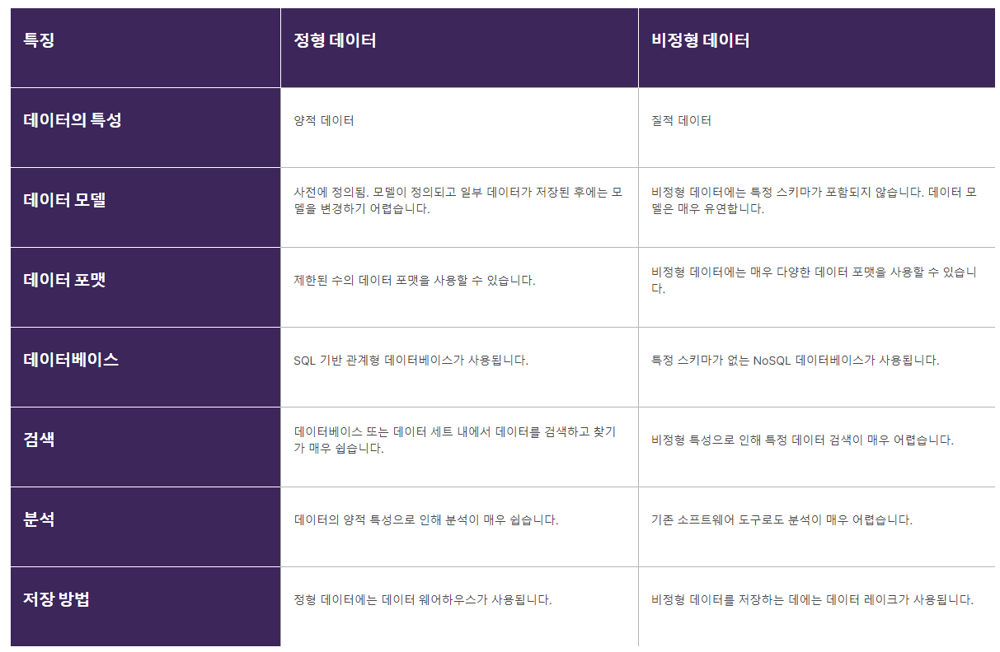 특징
정형 데이터
비정형 데이터
데이터의 특성
양적 데이터
질적 데이터
데이터 모델
사전에 정의됨. 모델이 정의되고 일부 데이터가 저장된 후에는 모
델을 변경하기 어렵습니다.
비정형 데이터에는 특정 스키마가 포함되지 않습니다. 데이터 모
델은 매우 유연합니다.
데이터 포맷
제한된 수의 데이터 포맷을 사용할 수 있습니다.
비정형 데이터에는 매우 다양한 데이터 포맷을 사용할 수 있습니
다.
데이터베이스
SQL 기반 관계형 데이터베이스가 사용됩니다.
특정 스키마가 없는 NoSQL 데이터베이스가 사용됩니다.
검색
데이터베이스 또는 데이터 세트 내에서 데이터를 검색하고 찾기
가 매우 쉽습니다.
비정형 특성으로 인해 특정 데이터 검색이 매우 어렵습니다.
분석
데이터의 양적 특성으로 인해 분석이 매우 쉽습니다.
기존 소프트웨어 도구로도 분석이 매우 어렵습니다.
저장 방법
정형 데이터에는 데이터 웨어하우스가 사용됩니다.
비정형 데이터를 저장하는 데에는 데이터 레이크가 사용됩니다.